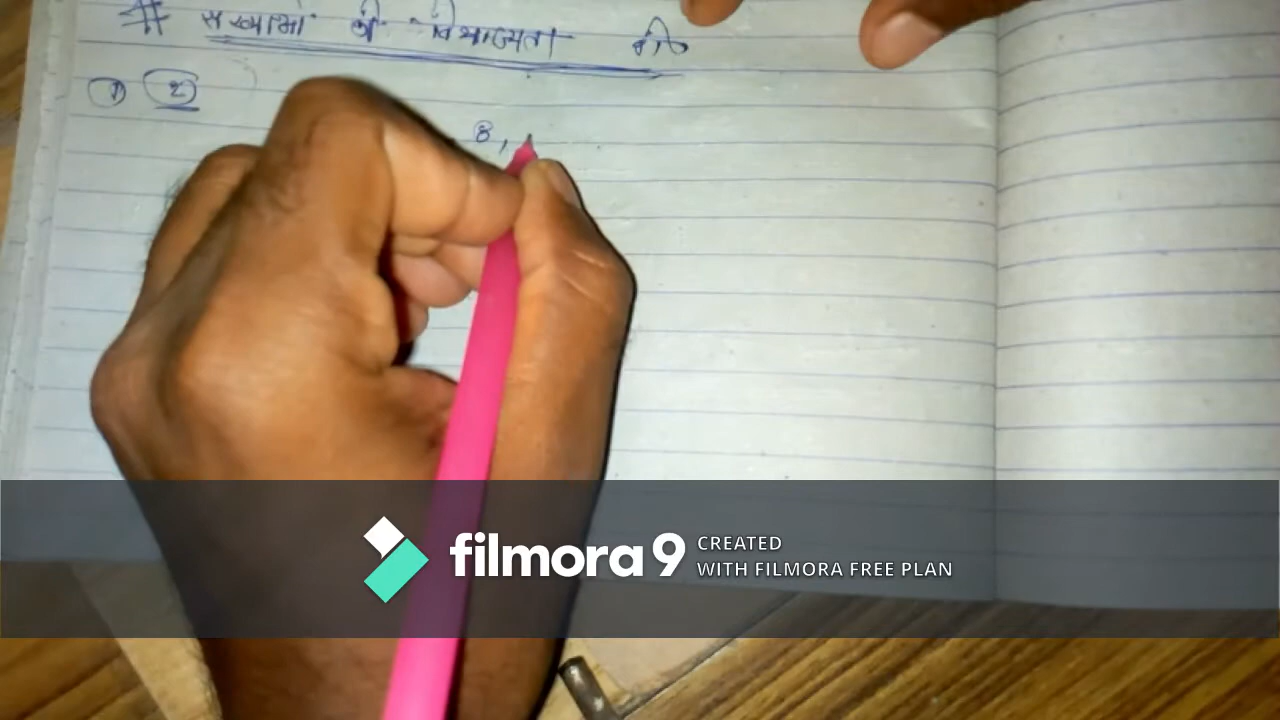 # संख्याओं की विभाज्यता
① ②
8,
filmora9 CREATED
WITH FILMORA FREE PLAN